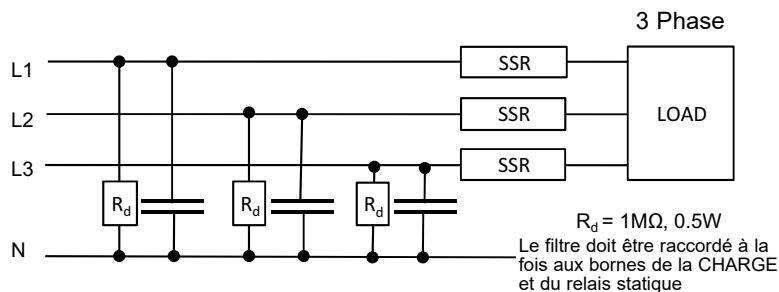 3 Phase
L1
SSR
L2
SSR
LOAD
L3
SSR
Rd
Rd
Rd
Rd = 1MΩ, 0.5W
N
Le filtre doit être raccordé à la
fois aux bornes de la CHARGE
et du relais statique